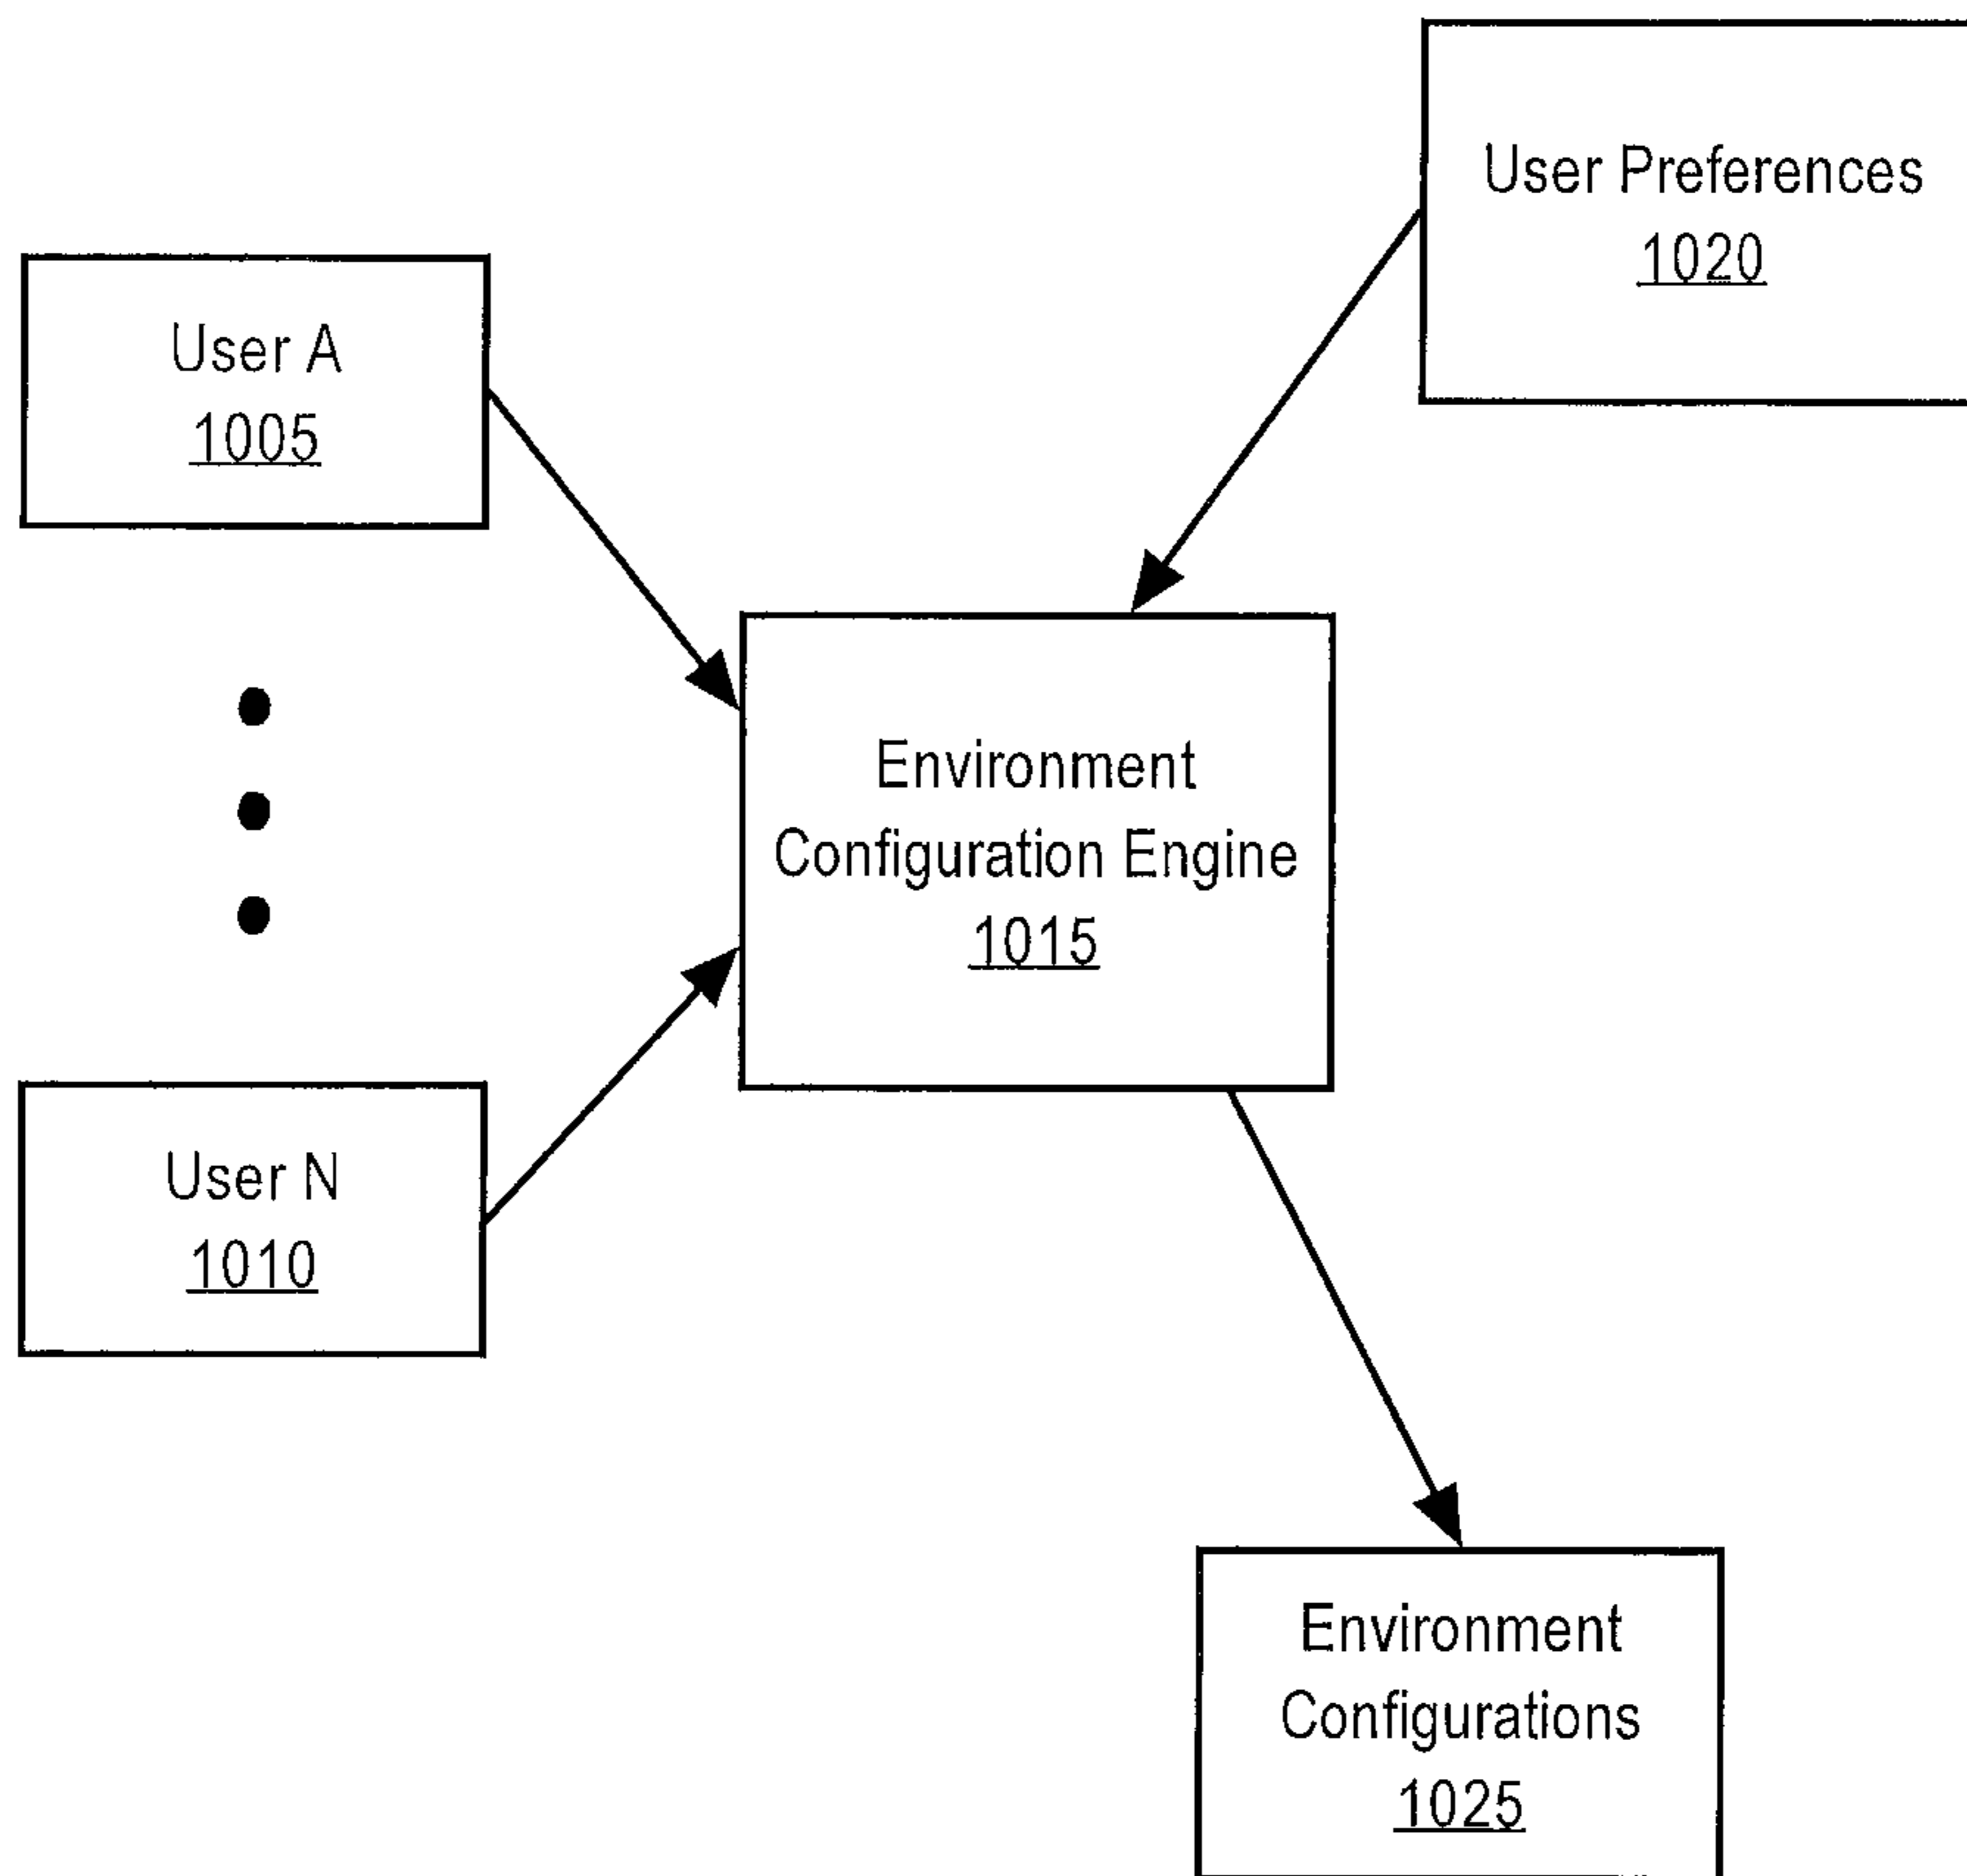 User Preferences
1020
User A
1005
Environment
Configuration Engine
1015
User N
1010
Environment
Configurations
1025